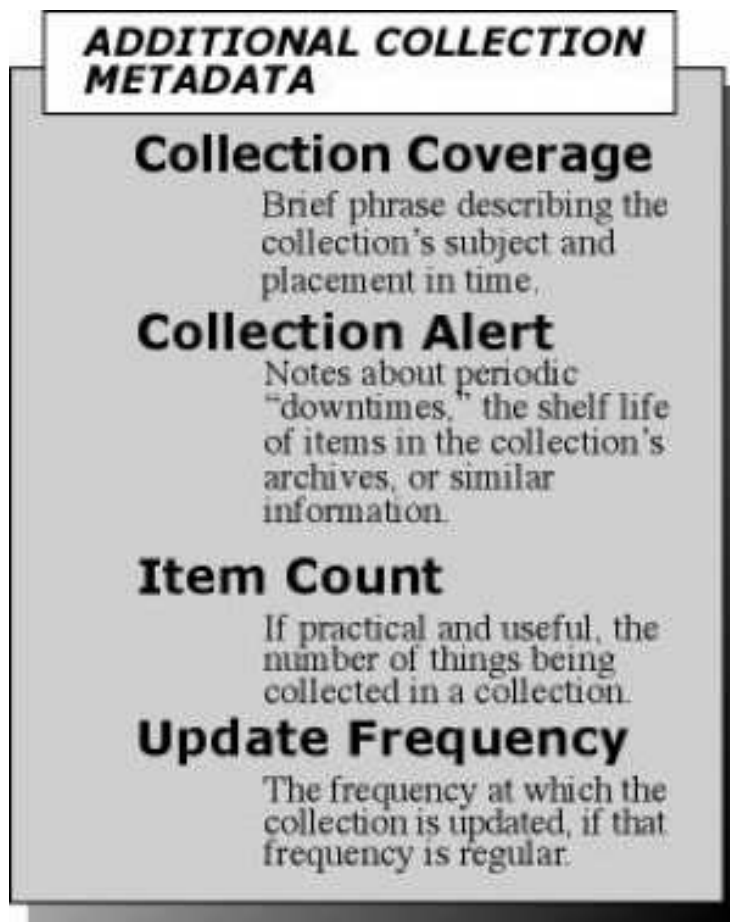 ADDITIONAL COLLECTION
METADATA
Collection Coverage
Brief phrase describing the
collection's subject and
placement in time.
Collection Alert
Notes about periodic
"downtimes," the shelf life
of items in the collection's
archives, or similar
information.
Item Count
If practical and useful, the
number of things being
collected in a collection.
Update Frequency
The frequency at which the
collection is updated, if that
frequency is regular.